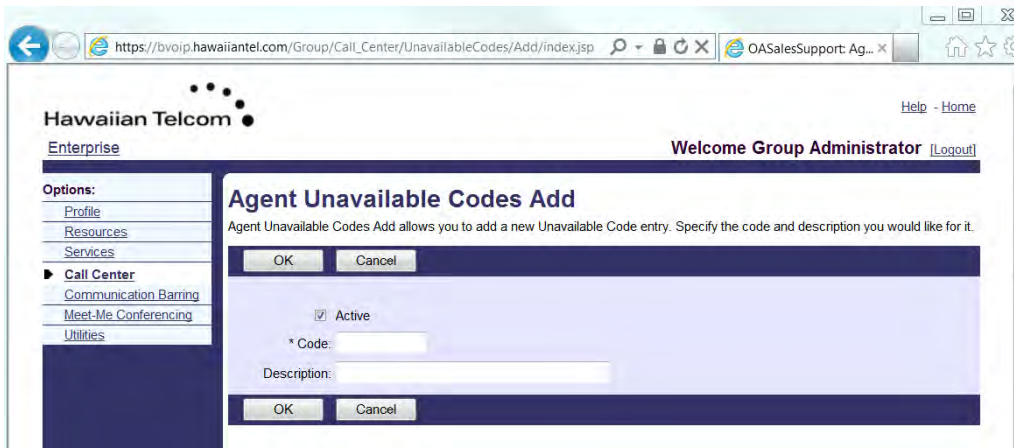 https://bvoip.hawaiiantel.com/Group/Call_Center/UnavailableCodes/Add/index.jsp
OASalesSupport: Ag...
Hawaiian Telcom
Help - Home
Enterprise
Welcome Group Administrator [Logout]
Options:
Profile
Resources
Services
Call Center
Communication Barring
Meet-Me Conferencing
Utilities
Agent Unavailable Codes Add
Agent Unavailable Codes Add allows you to add a new Unavailable Code entry. Specify the code and description you would like for it.
OK Cancel
Active
* Code:
Description:
OK Cancel